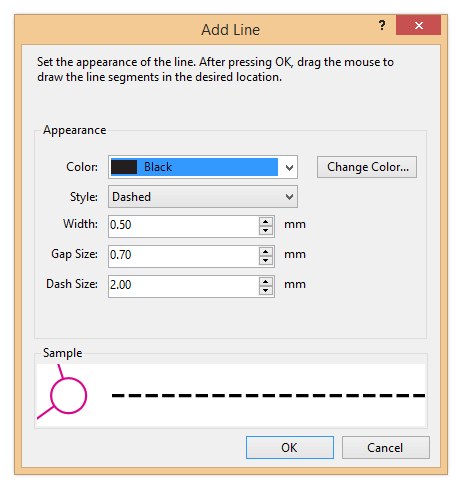 Add Line
?
Set the appearance of the line. After pressing OK, drag the mouse to
draw the line segments in the desired location.
Appearance
Color: Black Change Color...
Style: Dashed
Width: 0.50 mm
Gap Size: 0.70 mm
Dash Size: 2.00 mm
Sample
OK Cancel